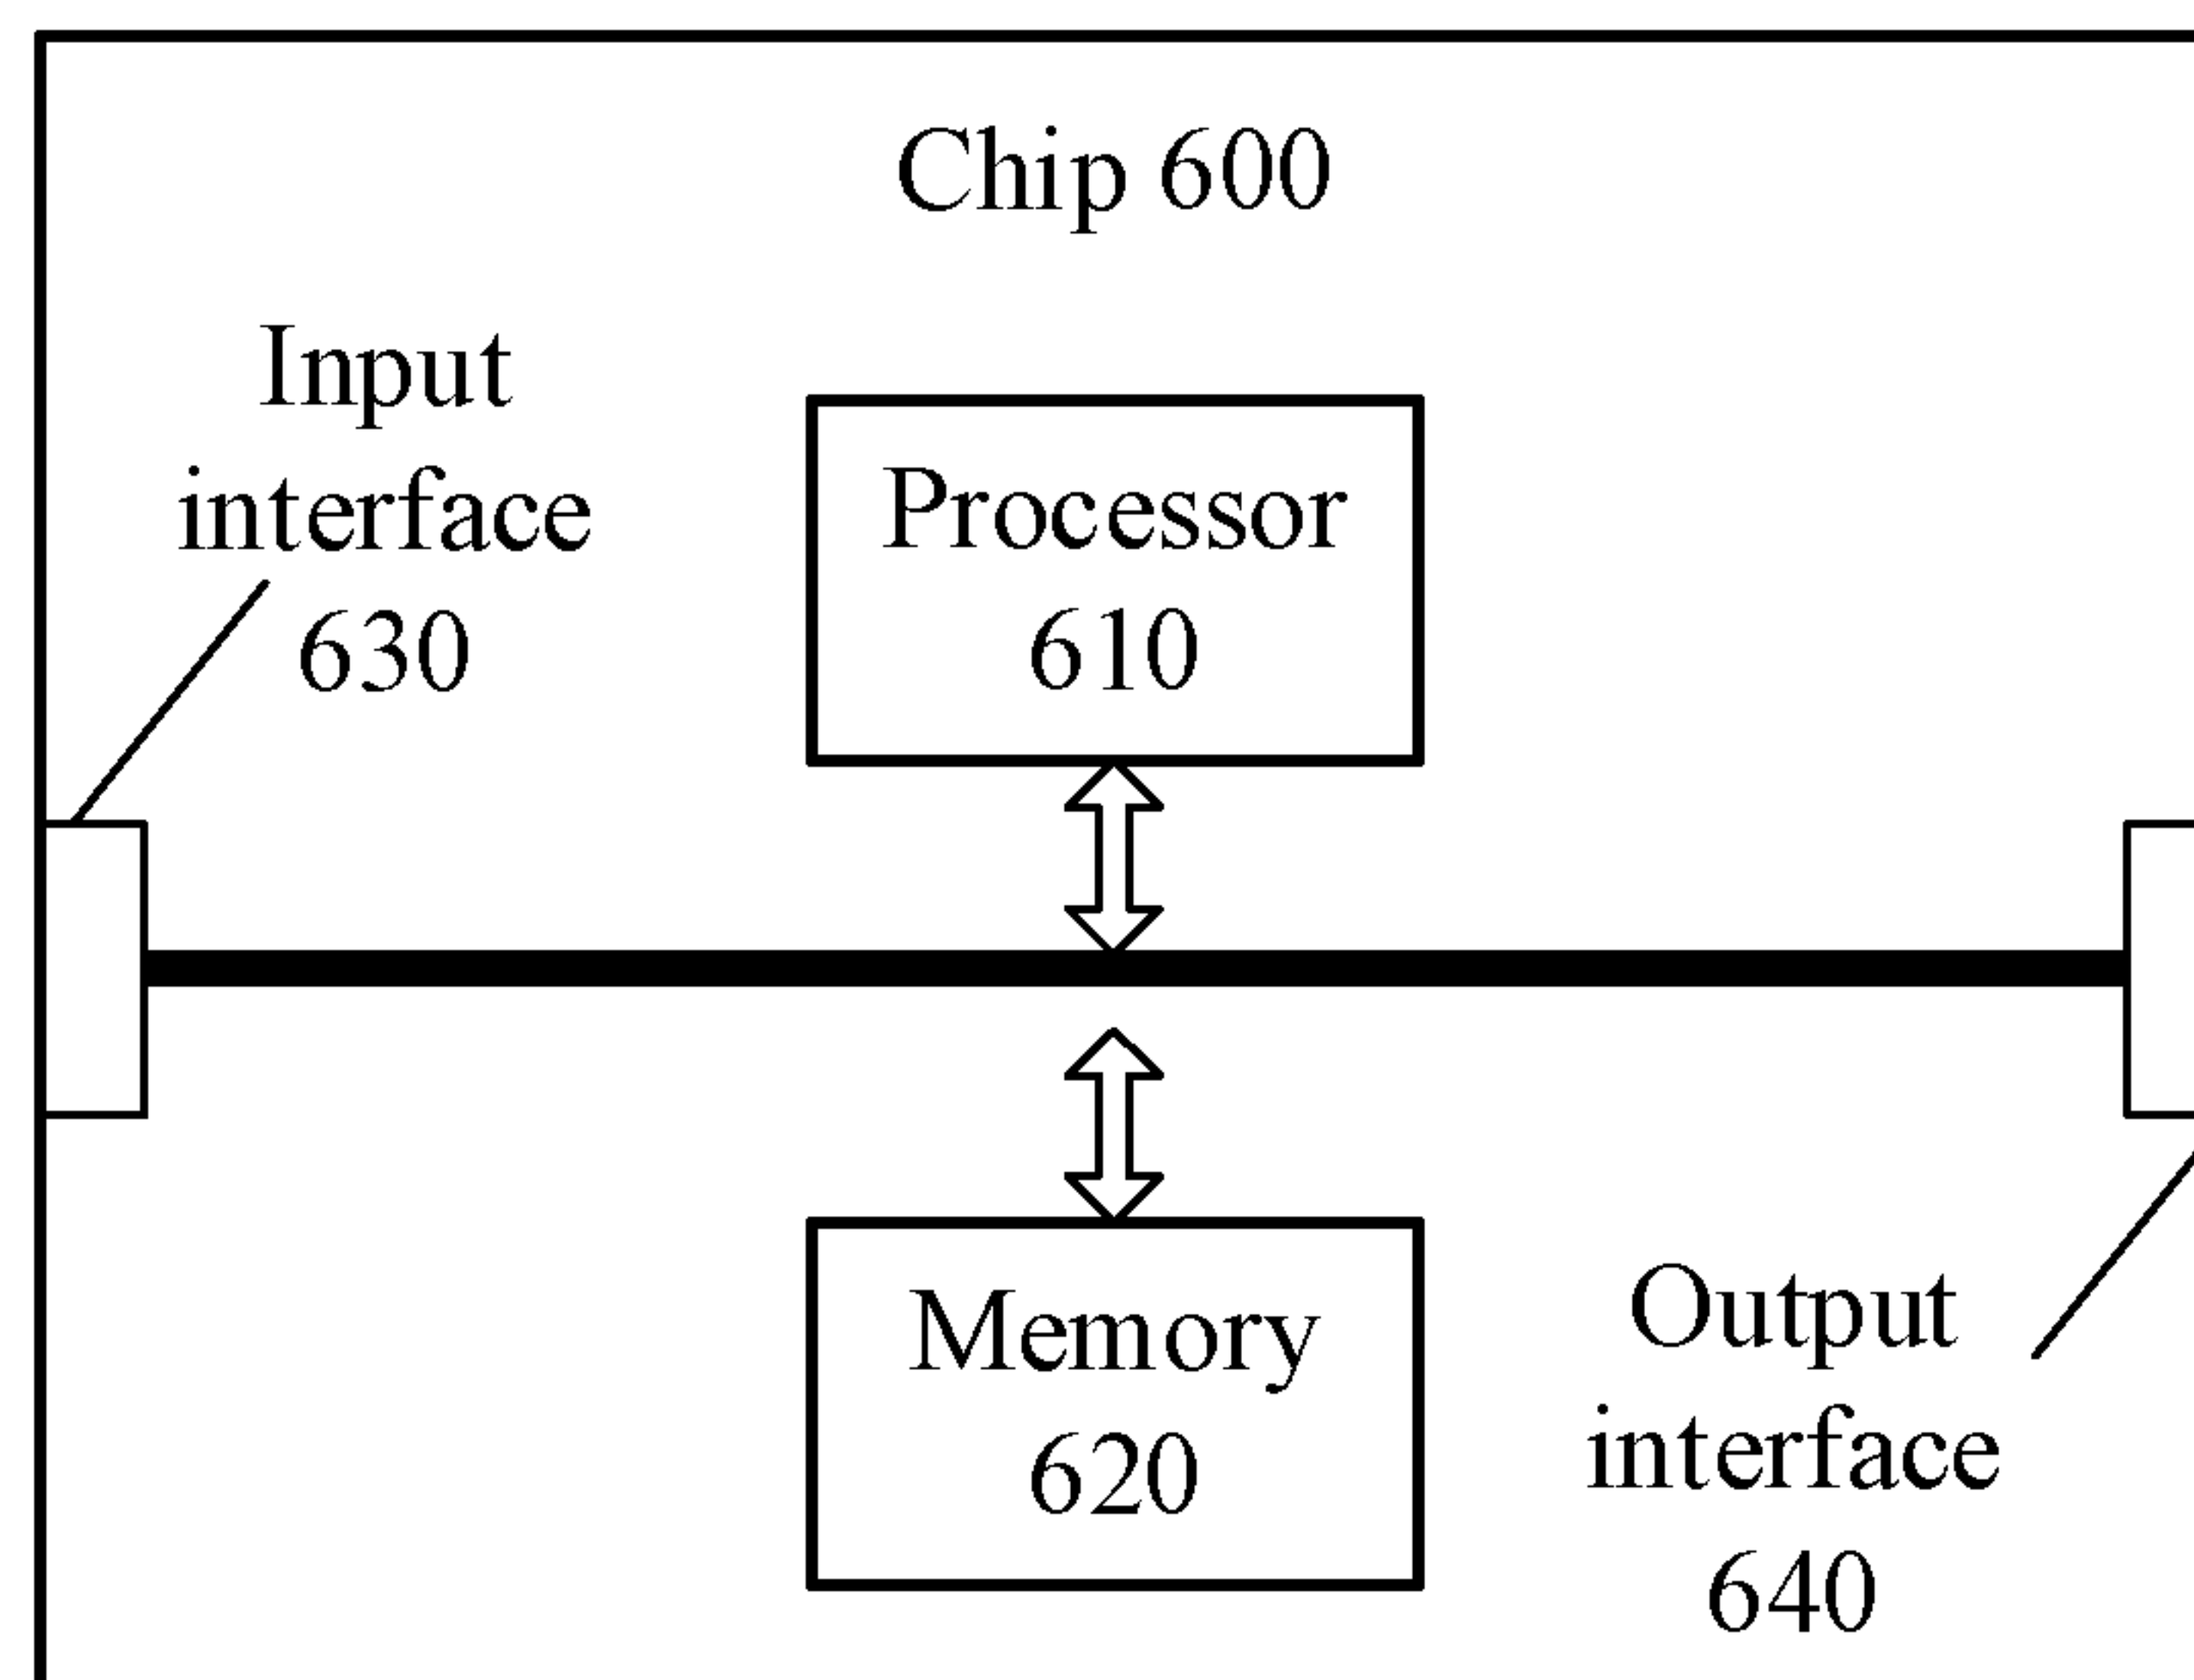 Chip 600
Input
interface
630
Processor
610
Memory
620
Output
interface
640